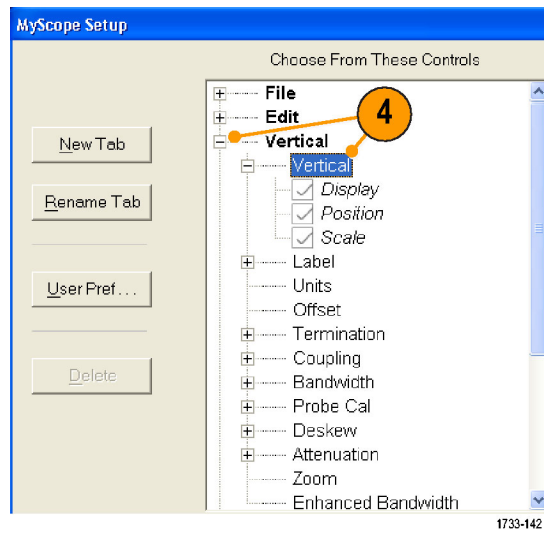 MyScope Setup
Choose From These Controls
File
Edit
4
Vertical
New Tab
Vertical
Display
Rename Tab
Position
Scale
Label
User Pref...
Units
Offset
Termination
Coupling
Delete
Bandwidth
Probe Cal
Deskew
Attenuation
Zoom
Enhanced Bandwidth
1733-142